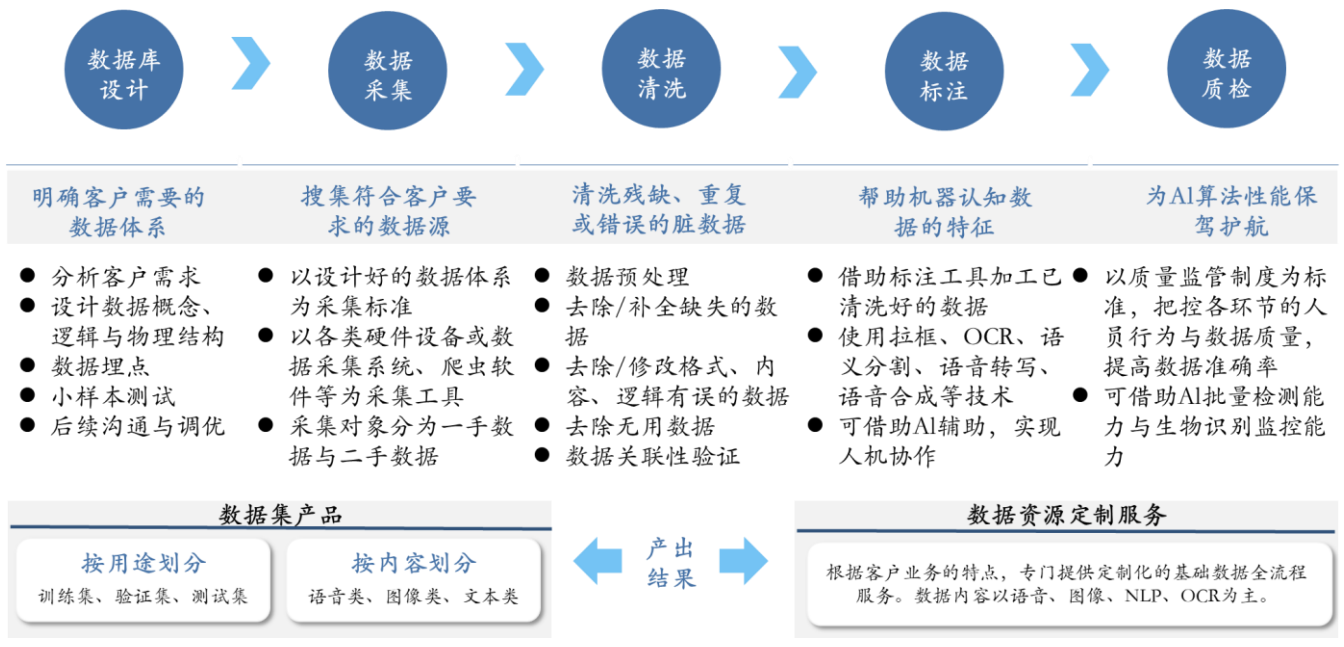 数据库
设计
数据
采集
数据
清洗
数据
标注
数据
质检
明确客户需要的
数据体系
搜集符合客户要
求的数据源
清洗残缺、重复
或错误的脏数据
帮助机器认知数
据的特征
为AI算法性能保
驾护航
● 分析客户需求
● 设计数据概念、
逻辑与物理结构
● 数据埋点
● 小样本测试
● 后续沟通与调优
● 以设计好的数据体系
为采集标准
● 以各类硬件设备或数
据采集系统、爬虫软
件等为采集工具
● 采集对象分为一手数
据与二手数据
● 数据预处理
● 去除/补全缺失的数
据
● 去除/修改格式、内
容、逻辑有误的数据
● 去除无用数据
● 数据关联性验证
● 借助标注工具加工已
清洗好的数据
● 使用拉框、OCR、语
义分割、语音转写、
语音合成等技术
● 可借助AI辅助，实现
人机协作
● 以质量监管制度为标
准，把控各环节的人
员行为与数据质量，
提高数据准确率
● 可借助AI批量检测能
力与生物识别监控能
力
数据集产品
按用途划分
训练集、验证集、测试集
按内容划分
语音类、图像类、文本类
产出
结果
数据资源定制服务
根据客户业务的特点，专门提供定制化的基础数据全流程
服务。数据内容以语音、图像、NLP、OCR为主。